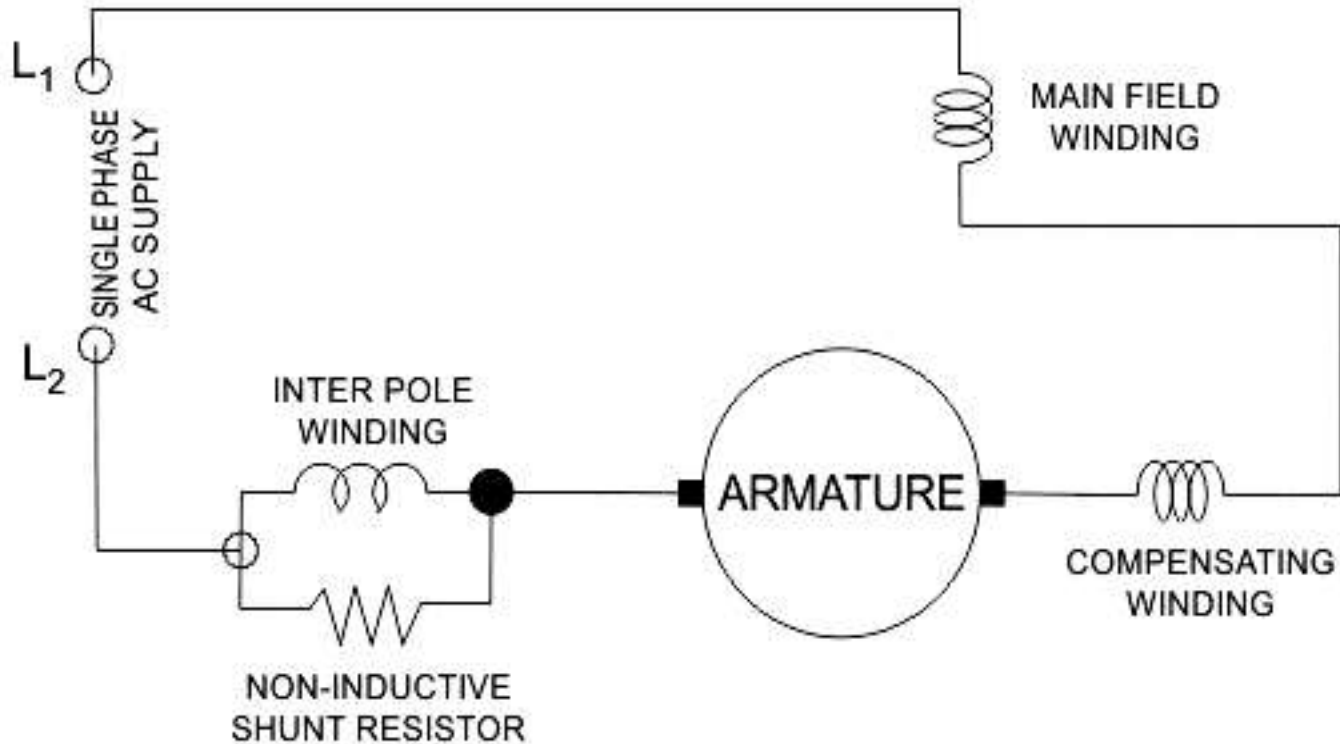 L1
SINGLE PHASE
AC SUPPLY
L2
MAIN FIELD
WINDING
INTER POLE
WINDING
ARMATURE
COMPENSATING
WINDING
NON-INDUCTIVE
SHUNT RESISTOR